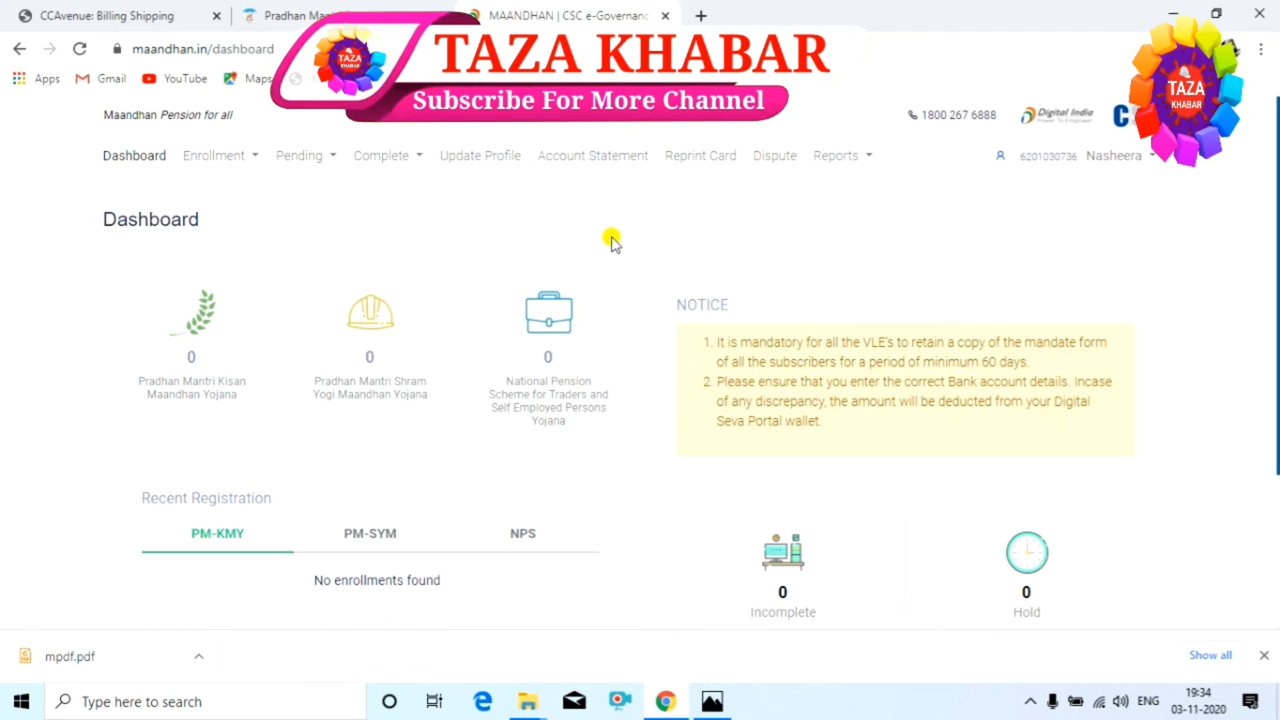 CCAvenue: Billing Shipping
Pradhan Man
MAANDHAN | CSC e-Governanc
maandhan.in/dashboard
Apps Gmail YouTube Maps
TAZA KHABAR
Subscribe For More Channel
TAZA
KHABAR
TAZA
KHABAR
Maandhan Pension for all
1800 267 6888
Digital India
Power To Empower
C
Dashboard Enrollment Pending Complete Update Profile Account Statement Reprint Card Dispute Reports 6201030736 Nasheera
Dashboard
0
Pradhan Mantri Kisan
Maandhan Yojana
0
Pradhan Mantri Shram
Yogi Maandhan Yojana
0
National Pension
Scheme for Traders and
Self Employed Persons
Yojana
NOTICE
1. It is mandatory for all the VLE's to retain a copy of the mandate form
of all the subscribers for a period of minimum 60 days.
2. Please ensure that you enter the correct Bank account details. Incase
of any discrepancy, the amount will be deducted from your Digital
Seva Portal wallet.
Recent Registration
PM-KMY PM-SYM NPS
No enrollments found
0
Incomplete
0
Hold
mpdf.pdf
Show all
Type here to search
ENG
19:34
03-11-2020